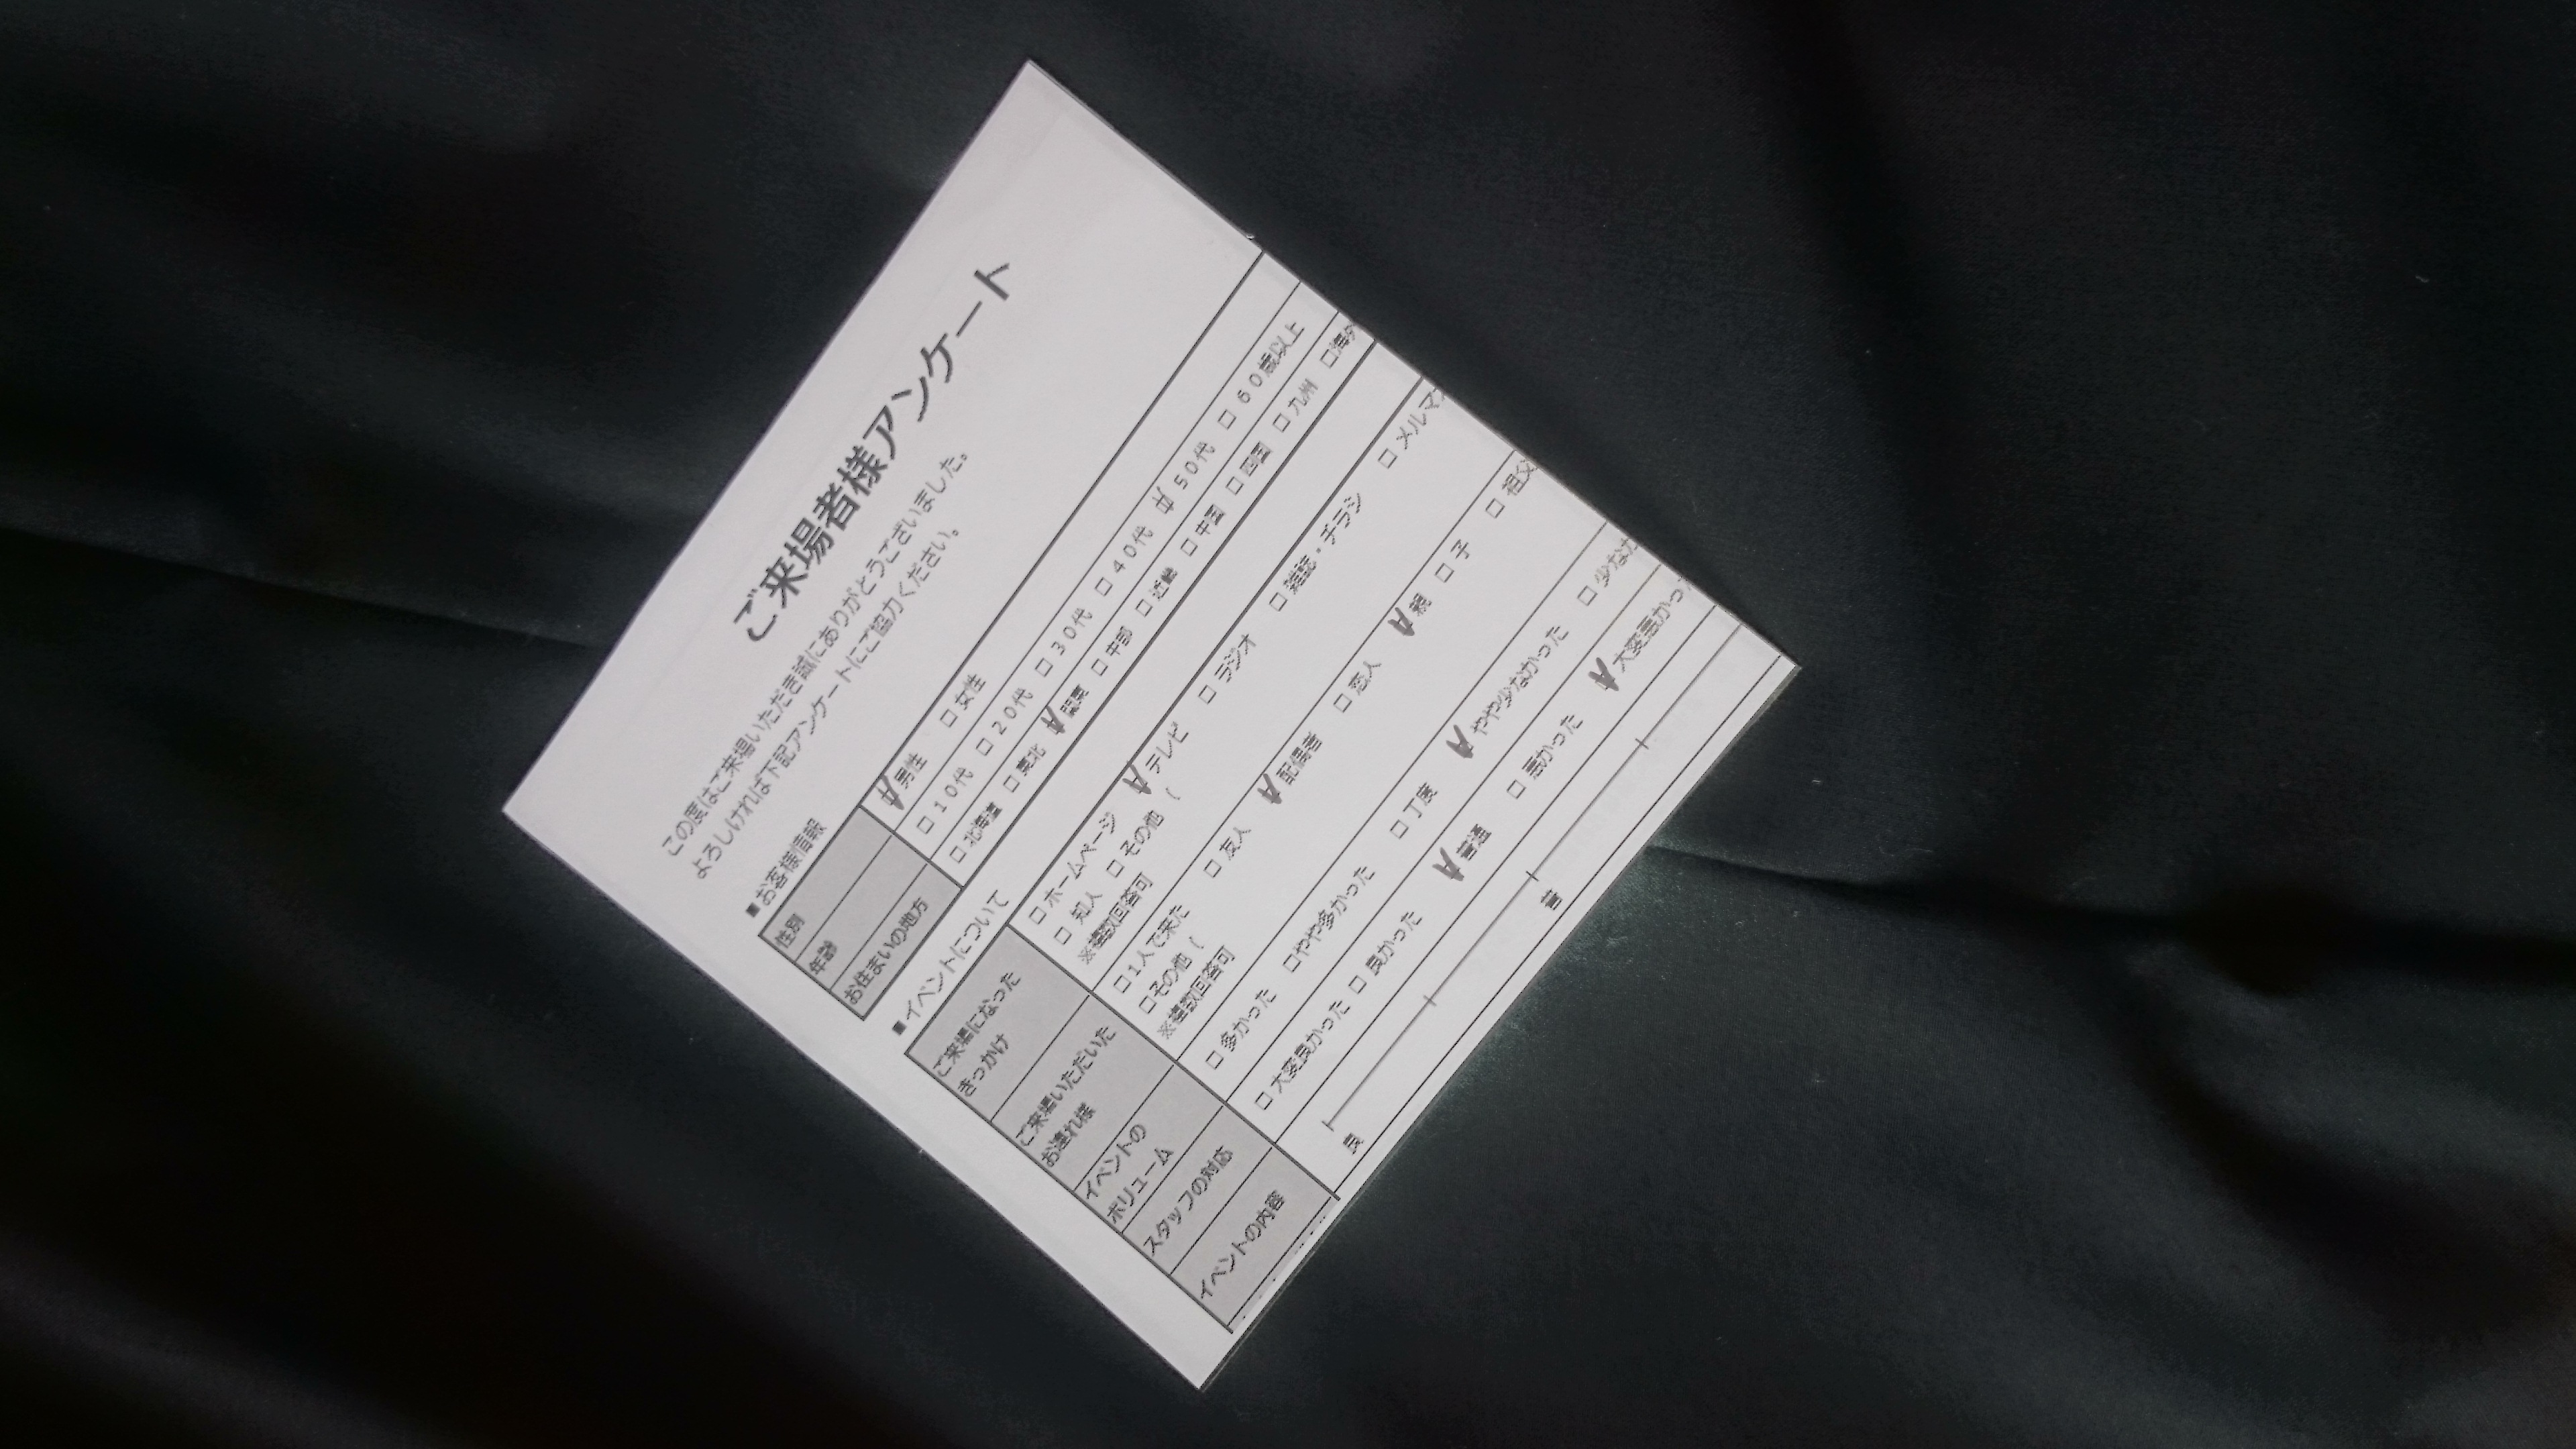 ご来場者様アンケート
この度はご来場いただき誠にありがとうございました。
よろしければ下記アンケートにご協力ください。
■お客様情報
性別 ☑男性 □女性
年齢 □10代 □20代 □30代 □40代 ☑50代 □60歳以上
お住まいの地方 □北海道 □東北 ☑関東 □中部 □近畿 □中国 □四国 □九州 □海外
■イベントについて
ご来場になった
きっかけ
□ホームページ ☑テレビ □ラジオ □雑誌・チラシ □メルマ
□知人 □その他 (
※複数回答可
ご来場いただいた
お連れ様
□1人で来た □友人 ☑配偶者 □恋人 ☑親 □子 □祖父
□その他 (
※複数回答可
イベントの
ボリューム
□多かった □やや多かった □丁度 ☑やや少なかった □少なか
スタッフの対応 □大変良かった □良かった ☑普通 □悪かった ☑大変悪かっ
イベントの内容
良 普